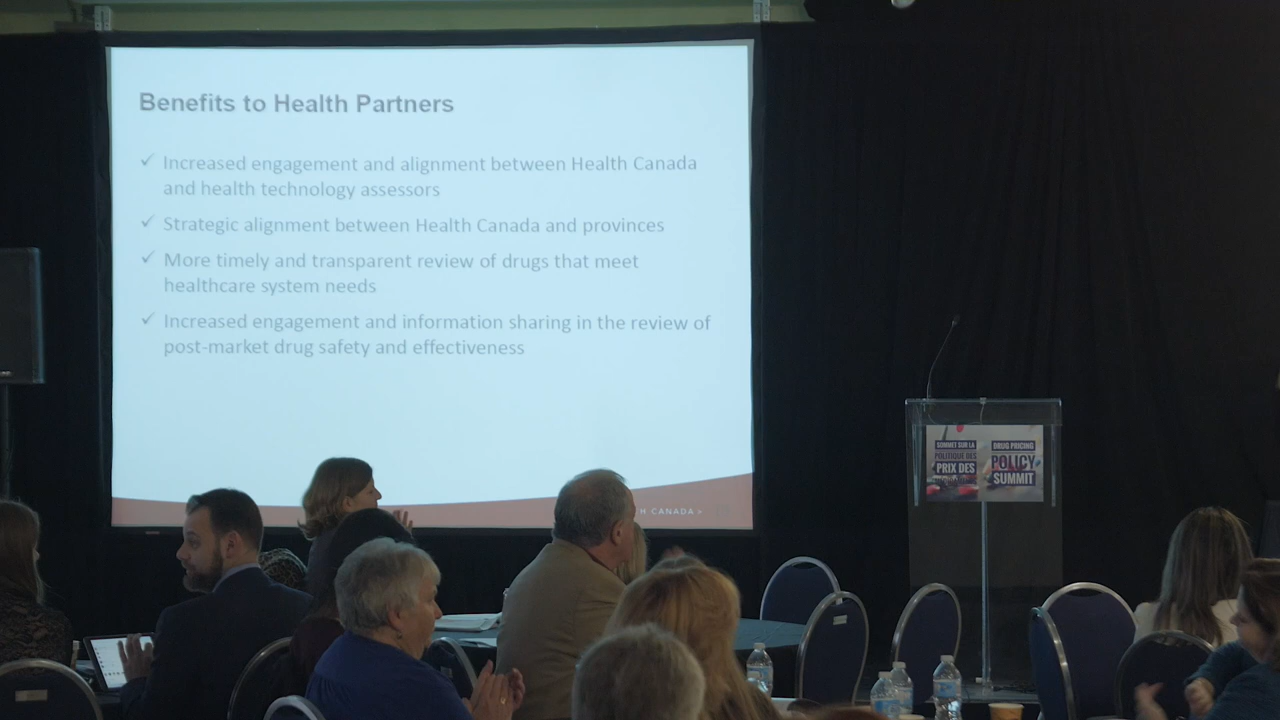 Benefits to Health Partners
✓ Increased engagement and alignment between Health Canada
and health technology assessors
✓ Strategic alignment between Health Canada and provinces
✓ More timely and transparent review of drugs that meet
healthcare system needs
✓ Increased engagement and information sharing in the review of
post-market drug safety and effectiveness
H CANADA >
SOMMET SUR LA
POLITIQUE DES
PRIX DES
DRUG PRICING
POLICY
SUMMIT